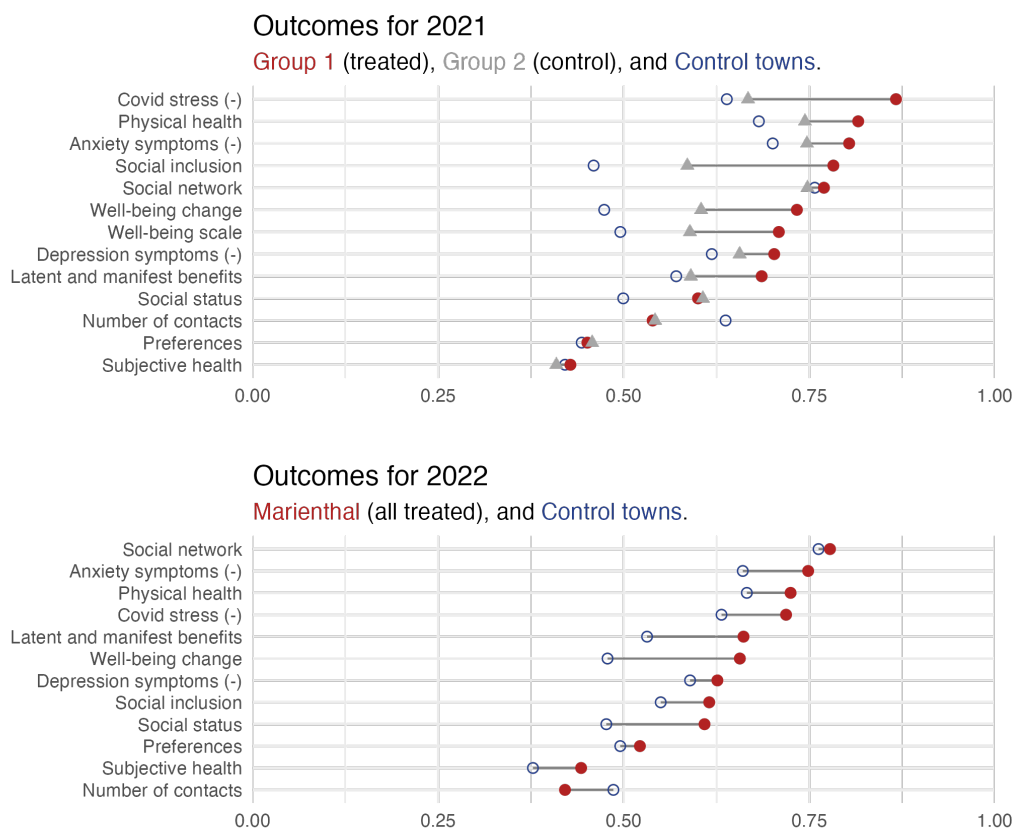 Outcomes for 2021
Group 1 (treated), Group 2 (control), and Control towns.
Covid stress (-)
Physical health
Anxiety symptoms (-)
Social inclusion
Social network
Well-being change
Well-being scale
Depression symptoms (-)
Latent and manifest benefits
Social status
Number of contacts
Preferences
Subjective health
0.00 0.25 0.50 0.75 1.00
Outcomes for 2022
Marienthal (all treated), and Control towns.
Social network
Anxiety symptoms (-)
Physical health
Covid stress (-)
Latent and manifest benefits
Well-being change
Depression symptoms (-)
Social inclusion
Social status
Preferences
Subjective health
Number of contacts
0.00 0.25 0.50 0.75 1.00